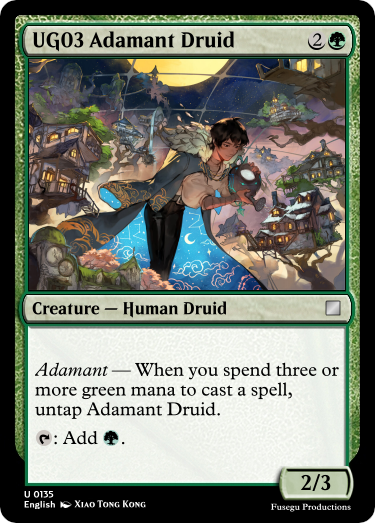 UG03 Adamant Druid 2
Creature — Human Druid
Adamant — When you spend three or
more green mana to cast a spell,
untap Adamant Druid.
: Add .
2/3
U 0135
English XIAO TONG KONG
Fusegu Productions